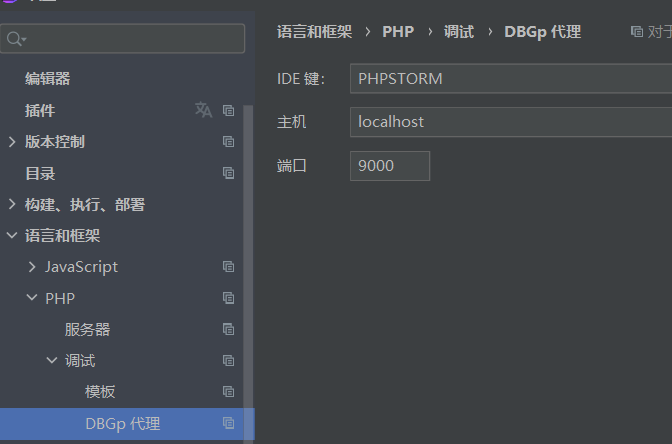 编辑器
插件
版本控制
目录
构建、执行、部署
语言和框架
JavaScript
PHP
服务器
调试
模板
DBGp 代理
语言和框架 › PHP › 调试 › DBGp 代理 对于
IDE 键: PHPSTORM
主机 localhost
端口 9000